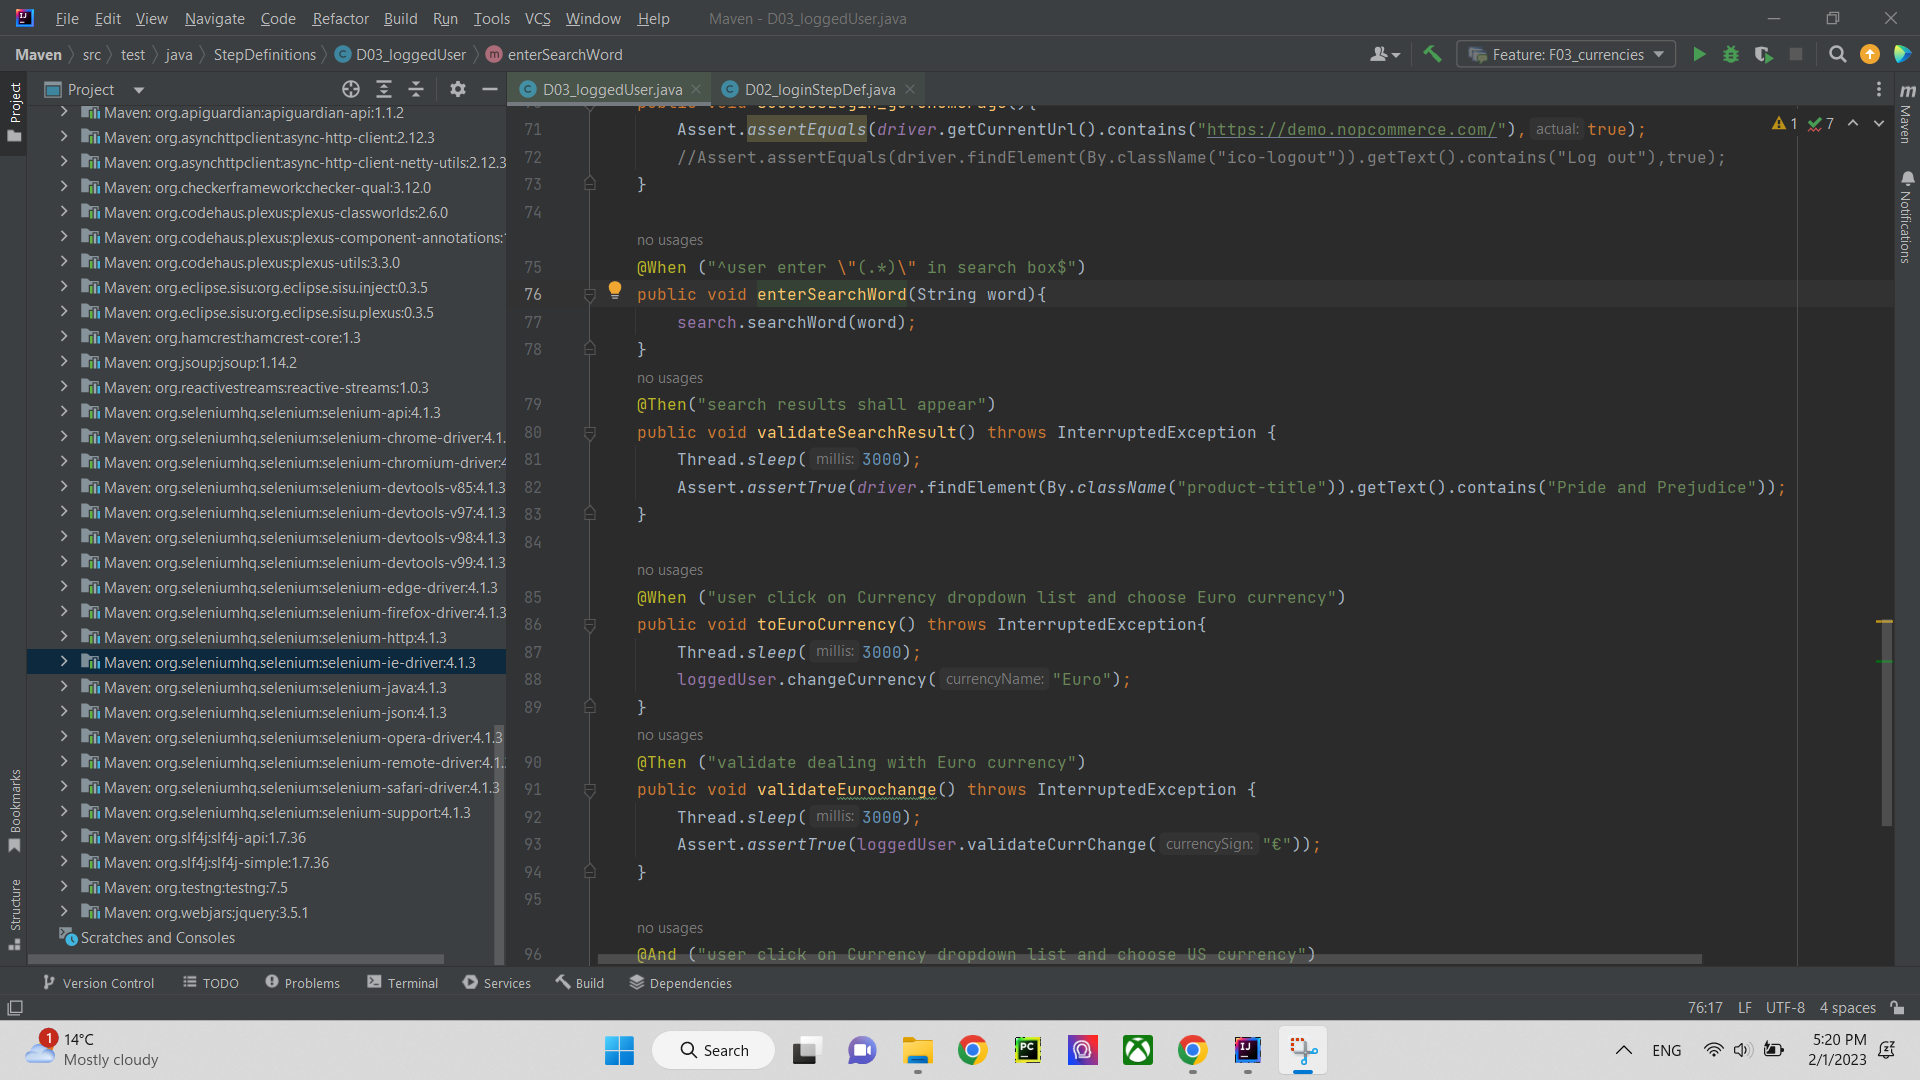 File Edit View Navigate Code Refactor Build Run Tools VCS Window Help Maven - D03_loggedUser.java
Maven src test java StepDefinitions D03_loggedUser enterSearchWord Feature: F03_currencies
Project D03_loggedUser.java D02_loginStepDef.java
Project
Bookmarks
Structure
Maven: org.apiguardian:apiguardian-api:1.1.2
Maven: org.asynchttpclient:async-http-client:2.12.3
Maven: org.asynchttpclient:async-http-client-netty-utils:2.12.3
Maven: org.checkerframework:checker-qual:3.12.0
Maven: org.codehaus.plexus:plexus-classworlds:2.6.0
Maven: org.codehaus.plexus:plexus-component-annotations:
Maven: org.codehaus.plexus:plexus-utils:3.3.0
Maven: org.eclipse.sisu:org.eclipse.sisu.inject:0.3.5
Maven: org.eclipse.sisu:org.eclipse.sisu.plexus:0.3.5
Maven: org.hamcrest:hamcrest-core:1.3
Maven: org.jsoup:jsoup:1.14.2
Maven: org.reactivestreams:reactive-streams:1.0.3
Maven: org.seleniumhq.selenium:selenium-api:4.1.3
Maven: org.seleniumhq.selenium:selenium-chrome-driver:4.1.
Maven: org.seleniumhq.selenium:selenium-chromium-driver:4
Maven: org.seleniumhq.selenium:selenium-devtools-v85:4.1.3
Maven: org.seleniumhq.selenium:selenium-devtools-v97:4.1.3
Maven: org.seleniumhq.selenium:selenium-devtools-v98:4.1.3
Maven: org.seleniumhq.selenium:selenium-devtools-v99:4.1.3
Maven: org.seleniumhq.selenium:selenium-edge-driver:4.1.3
Maven: org.seleniumhq.selenium:selenium-firefox-driver:4.1.3
Maven: org.seleniumhq.selenium:selenium-http:4.1.3
Maven: org.seleniumhq.selenium:selenium-ie-driver:4.1.3
Maven: org.seleniumhq.selenium:selenium-java:4.1.3
Maven: org.seleniumhq.selenium:selenium-json:4.1.3
Maven: org.seleniumhq.selenium:selenium-opera-driver:4.1.3
Maven: org.seleniumhq.selenium:selenium-remote-driver:4.1.
Maven: org.seleniumhq.selenium:selenium-safari-driver:4.1.3
Maven: org.seleniumhq.selenium:selenium-support:4.1.3
Maven: org.slf4j:slf4j-api:1.7.36
Maven: org.slf4j:slf4j-simple:1.7.36
Maven: org.testng:testng:7.5
Maven: org.webjars:jquery:3.5.1
Scratches and Consoles
71 Assert.assertEquals(driver.getCurrentUrl().contains("https://demo.nopcommerce.com/"), actual: true);
72 //Assert.assertEquals(driver.findElement(By.className("ico-logout")).getText().contains("Log out"),true);
73 }
74
no usages
75 @When ("^user enter \"(.*)\" in search box$")
76 public void enterSearchWord(String word){
77 search.searchWord(word);
78 }
no usages
79 @Then("search results shall appear")
80 public void validateSearchResult() throws InterruptedException {
81 Thread.sleep( millis: 3000);
82 Assert.assertTrue(driver.findElement(By.className("product-title")).getText().contains("Pride and Prejudice"));
83 }
84
no usages
85 @When ("user click on Currency dropdown list and choose Euro currency")
86 public void toEuroCurrency() throws InterruptedException{
87 Thread.sleep( millis: 3000);
88 loggedUser.changeCurrency( currencyName: "Euro");
89 }
no usages
90 @Then ("validate dealing with Euro currency")
91 public void validateEurochange() throws InterruptedException {
92 Thread.sleep( millis: 3000);
93 Assert.assertTrue(loggedUser.validateCurrChange( currencySign: "€"));
94 }
95
no usages
96 @And ("user click on Currency dropdown list and choose US currency")
1 7
m Maven
Notifications
Version Control TODO Problems Terminal Services Build Dependencies
76:17 LF UTF-8 4 spaces
1 14°C
Mostly cloudy
Search
ENG
5:20 PM
2/1/2023